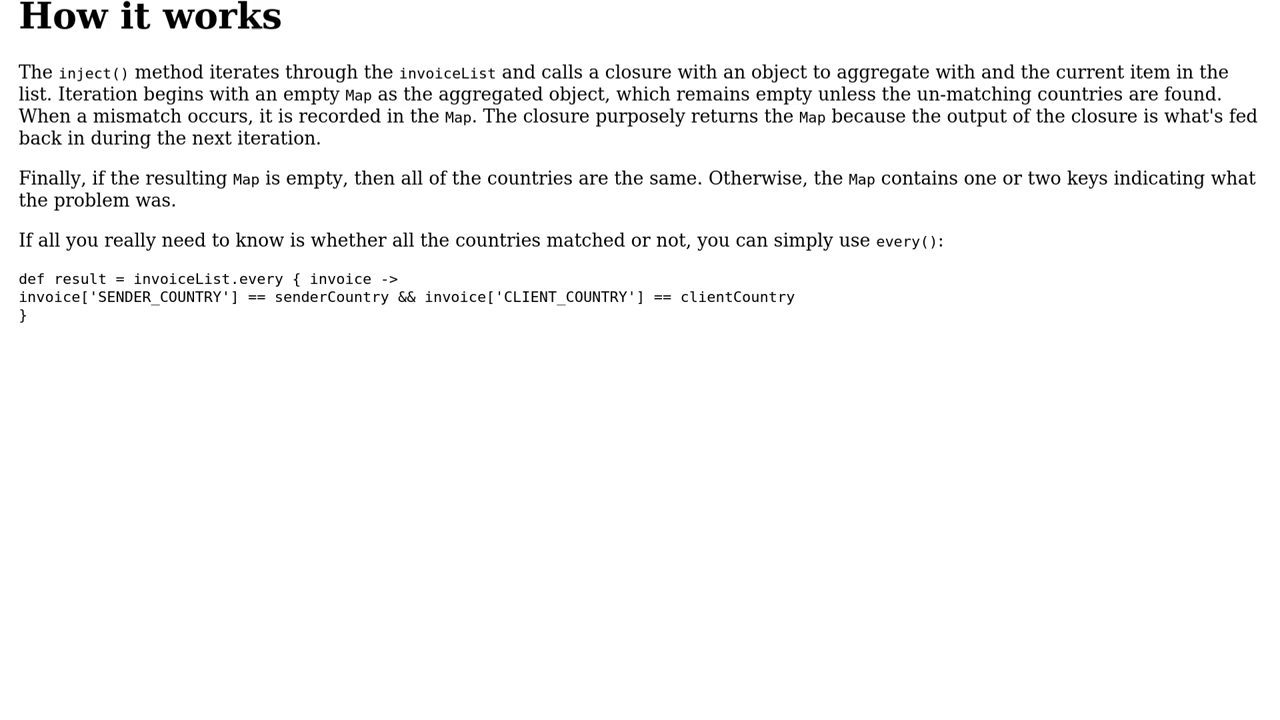 How it works
The inject() method iterates through the invoiceList and calls a closure with an object to aggregate with and the current item in the
list. Iteration begins with an empty Map as the aggregated object, which remains empty unless the un-matching countries are found.
When a mismatch occurs, it is recorded in the Map. The closure purposely returns the Map because the output of the closure is what's fed
back in during the next iteration.
Finally, if the resulting Map is empty, then all of the countries are the same. Otherwise, the Map contains one or two keys indicating what
the problem was.
If all you really need to know is whether all the countries matched or not, you can simply use every():
def result = invoiceList.every { invoice ->
invoice['SENDER_COUNTRY'] == senderCountry && invoice['CLIENT_COUNTRY'] == clientCountry
}